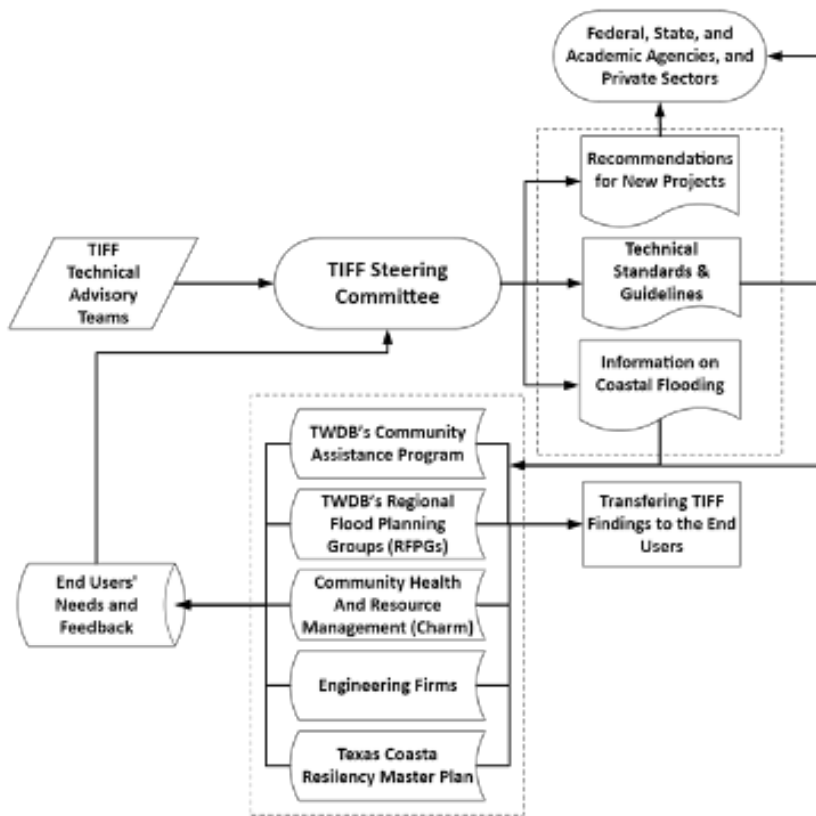 Federal, State, and
Academic Agencies, and
Private Sectors
Recommendations
for New Projects
TIFF
Technical
Advisory
Teams
TIFF Steering
Committee
Technical
Standards &
Guidelines
Information on
Coastal Flooding
TWDB's Community
Assistance Program
TWDB's Regional
Flood Planning
Groups (RFPGs)
Transfering TIFF
Findings to the End
Users
End Users'
Needs and
Feedback
Community Health
And Resource
Management (Charm)
Engineering Firms
Texas Coasta
Resilency Master Plan